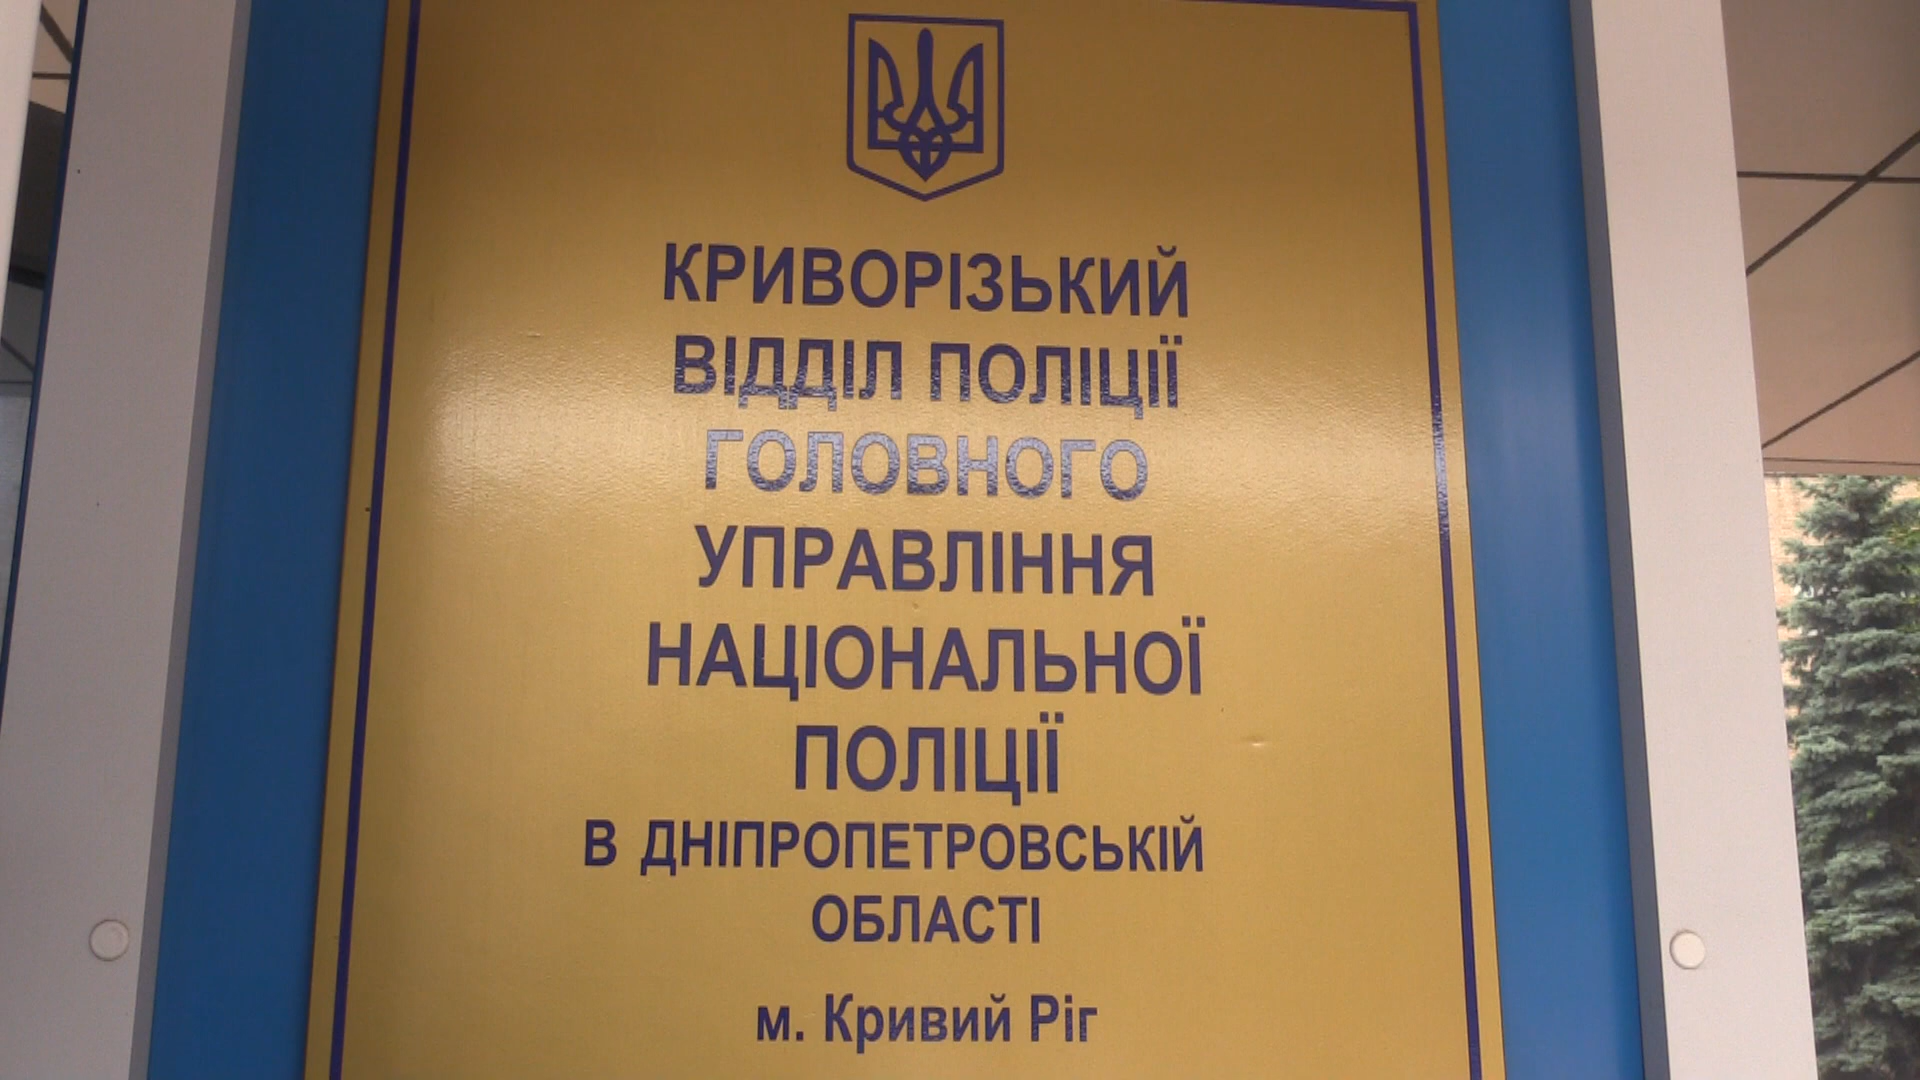 КРИВОРІЗЬКИЙ
ВІДДІЛ ПОЛІЦІЇ
ГОЛОВНОГО
УПРАВЛІННЯ
НАЦІОНАЛЬНОЇ
ПОЛІЦІЇ
В ДНІПРОПЕТРОВСЬКІЙ
ОБЛАСТІ
м. Кривий Ріг